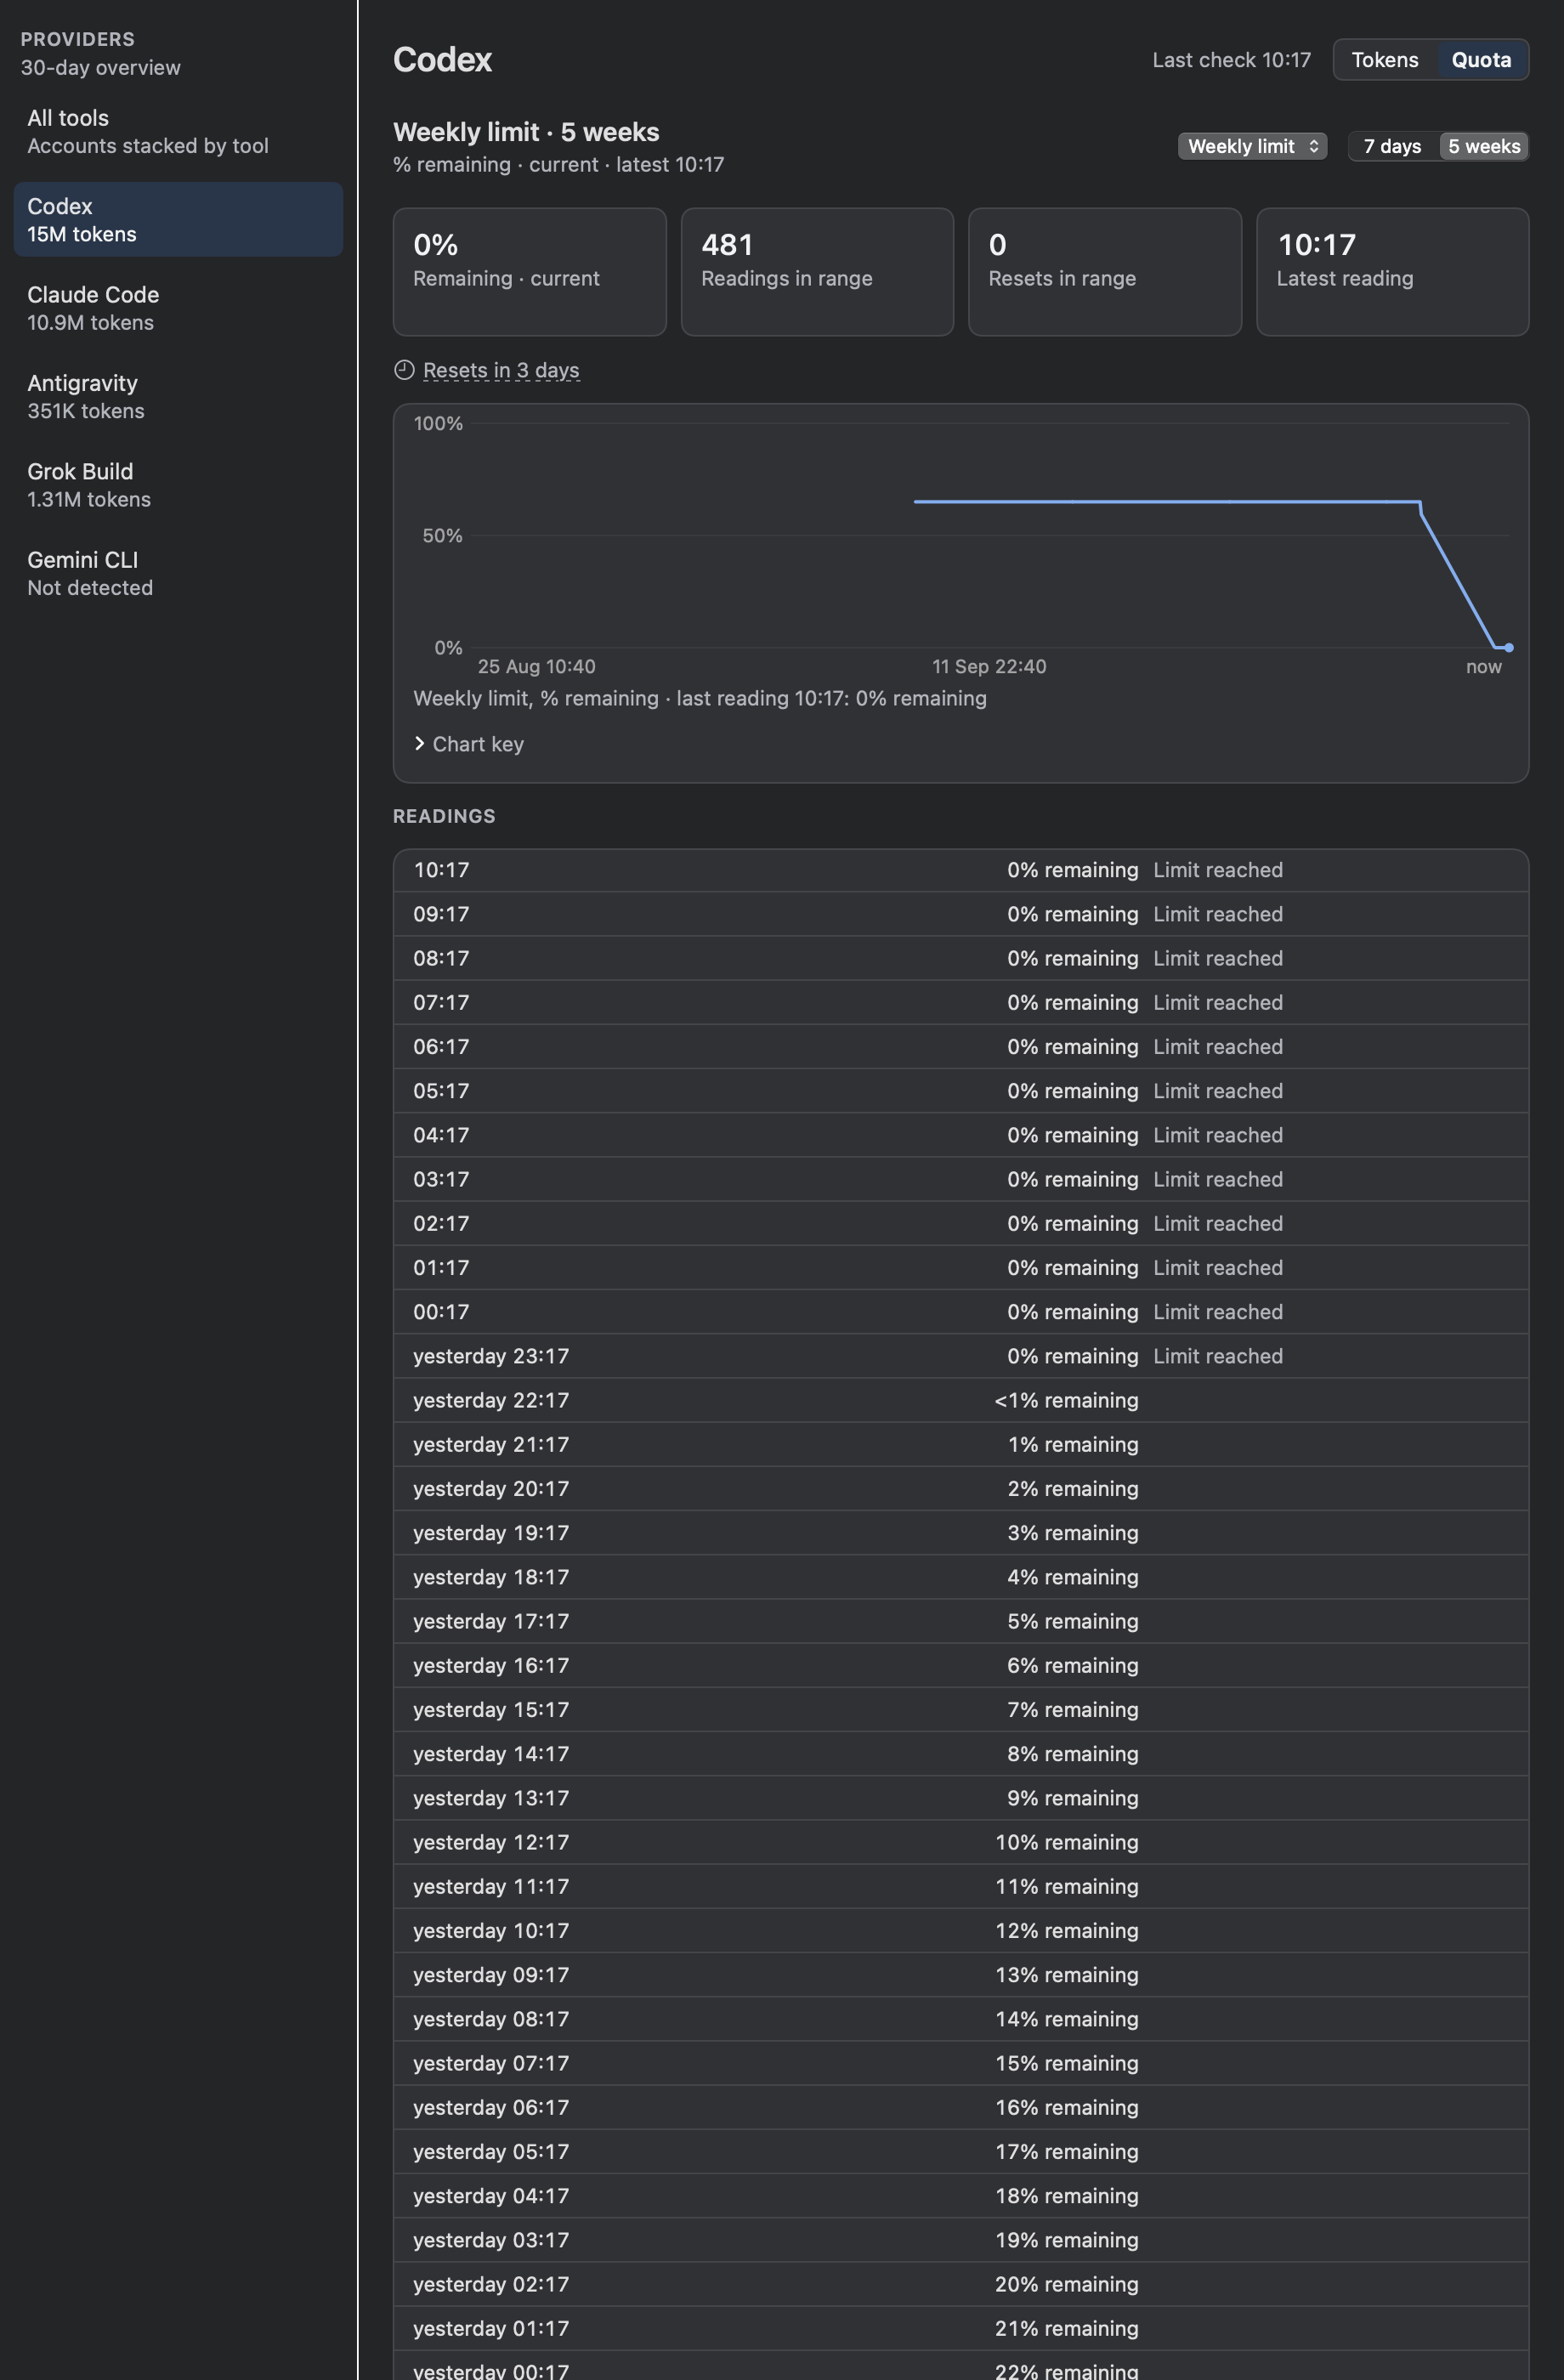 PROVIDERS
30-day overview
All tools
Accounts stacked by tool
Codex
15M tokens
Claude Code
10.9M tokens
Antigravity
351K tokens
Grok Build
1.31M tokens
Gemini CLI
Not detected
Codex
Last check 10:17
Tokens
Quota
Weekly limit · 5 weeks
% remaining · current · latest 10:17
Weekly limit
7 days
5 weeks
0%
Remaining · current
481
Readings in range
0
Resets in range
10:17
Latest reading
Resets in 3 days
100%
50%
0%
25 Aug 10:40
11 Sep 22:40
now
Weekly limit, % remaining · last reading 10:17: 0% remaining
Chart key
READINGS
10:17 0% remaining Limit reached
09:17 0% remaining Limit reached
08:17 0% remaining Limit reached
07:17 0% remaining Limit reached
06:17 0% remaining Limit reached
05:17 0% remaining Limit reached
04:17 0% remaining Limit reached
03:17 0% remaining Limit reached
02:17 0% remaining Limit reached
01:17 0% remaining Limit reached
00:17 0% remaining Limit reached
yesterday 23:17 0% remaining Limit reached
yesterday 22:17 <1% remaining
yesterday 21:17 1% remaining
yesterday 20:17 2% remaining
yesterday 19:17 3% remaining
yesterday 18:17 4% remaining
yesterday 17:17 5% remaining
yesterday 16:17 6% remaining
yesterday 15:17 7% remaining
yesterday 14:17 8% remaining
yesterday 13:17 9% remaining
yesterday 12:17 10% remaining
yesterday 11:17 11% remaining
yesterday 10:17 12% remaining
yesterday 09:17 13% remaining
yesterday 08:17 14% remaining
yesterday 07:17 15% remaining
yesterday 06:17 16% remaining
yesterday 05:17 17% remaining
yesterday 04:17 18% remaining
yesterday 03:17 19% remaining
yesterday 02:17 20% remaining
yesterday 01:17 21% remaining
yesterday 00:17 22% remaining